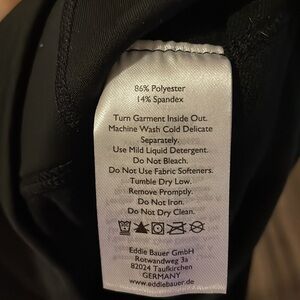 86% Polyester
14% Spandex
Turn Garment Inside Out.
Machine Wash Cold Delicate
Separately.
Use Mild Liquid Detergent.
Do Not Bleach.
Do Not Use Fabric Softeners.
Tumble Dry Low.
Remove Promptly.
Do Not Iron.
Do Not Dry Clean.
Eddie Bauer GmbH
Rotwandweg 3a
82024 Taufkirchen
GERMANY
www.eddiebauer.de